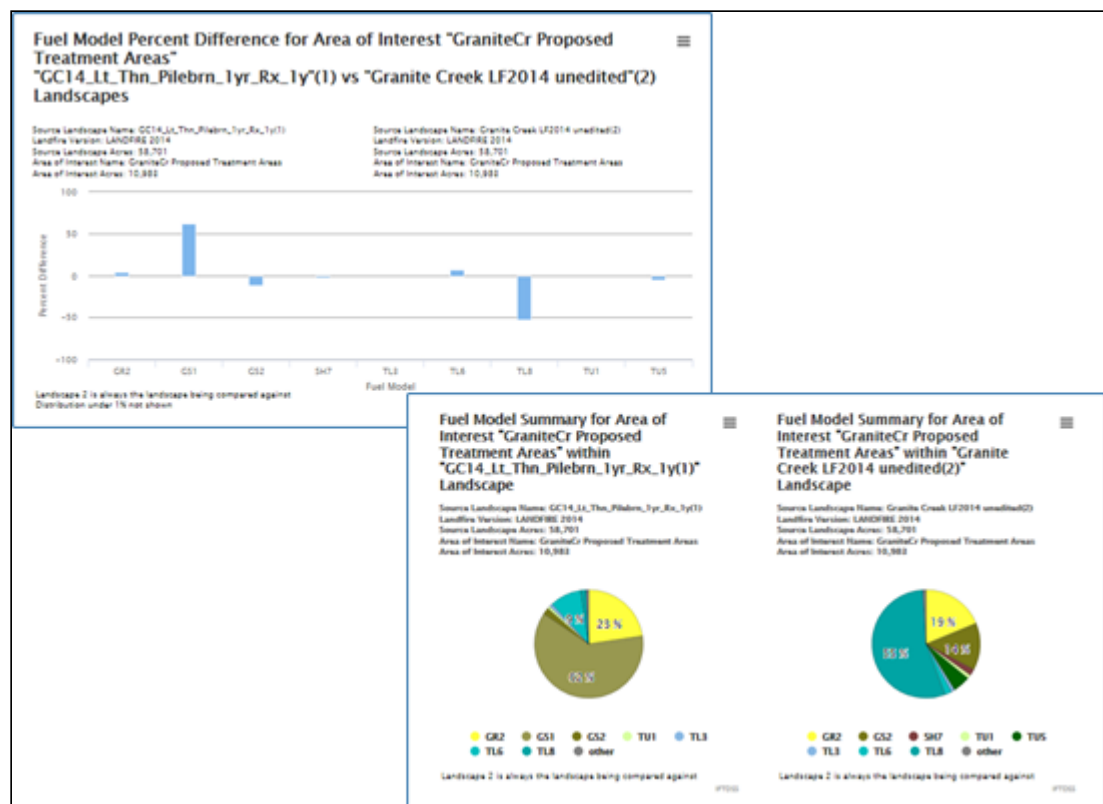 Fuel Model Percent Difference for Area of Interest "GraniteCr Proposed
Treatment Areas"
"GC14_Lt_Thn_Pilebrn_1yr_Rx_1y"(1) vs "Granite Creek LF2014 unedited"(2)
Landscapes
Source Landscape Name: GC14_Lt_Thn_Pilebrn_1yr_Rx_1y(1)
Landfire Version: LANDFIRE 2014
Source Landscape Acres: 58,701
Area of Interest Name: GraniteCr Proposed Treatment Areas
Area of Interest Acres: 10,983
Source Landscape Name: Granite Creek LF2014 unedited(2)
Landfire Version: LANDFIRE 2014
Source Landscape Acres: 58,701
Area of Interest Name: GraniteCr Proposed Treatment Areas
Area of Interest Acres: 10,983
Percent Difference
100
50
0
-50
-100
GR2 GS1 GS2 SH7 TL3 TL6 TL8 TU1 TU5
Fuel Model
Landscape 2 is always the landscape being compared against
Distribution under 1% not shown
Fuel Model Summary for Area of
Interest "GraniteCr Proposed
Treatment Areas" within
"GC14_Lt_Thn_Pilebrn_1yr_Rx_1y(1)"
Landscape
Source Landscape Name: GC14_Lt_Thn_Pilebrn_1yr_Rx_1y(1)
Landfire Version: LANDFIRE 2014
Source Landscape Acres: 58,701
Area of Interest Name: GraniteCr Proposed Treatment Areas
Area of Interest Acres: 10,983
23 %
62 %
GR2 GS1 GS2 TU1 TL3
TL6 TL8 other
Landscape 2 is always the landscape being compared against
IFTDSS
Fuel Model Summary for Area of
Interest "GraniteCr Proposed
Treatment Areas" within "Granite
Creek LF2014 unedited(2)"
Landscape
Source Landscape Name: Granite Creek LF2014 unedited(2)
Landfire Version: LANDFIRE 2014
Source Landscape Acres: 58,701
Area of Interest Name: GraniteCr Proposed Treatment Areas
Area of Interest Acres: 10,983
19 %
14 %
GR2 GS2 SH7 TU1 TU5
TL3 TL6 TL8 other
Landscape 2 is always the landscape being compared against
IFTDSS